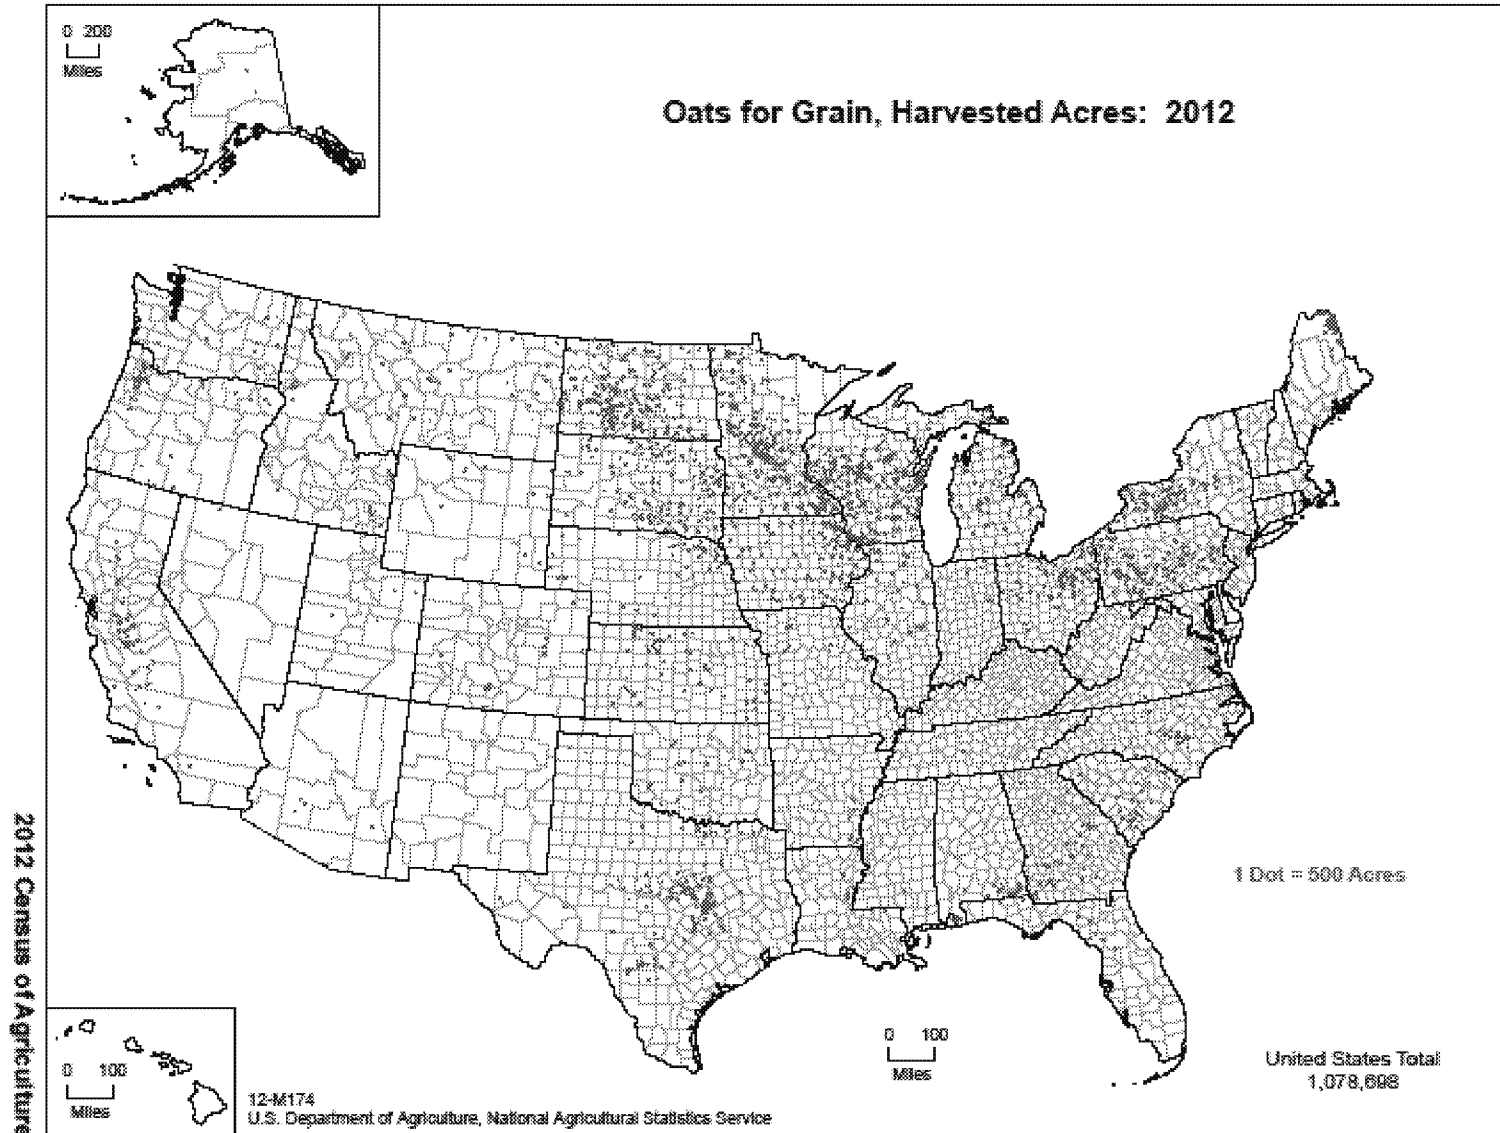 0 200
Miles
Oats for Grain, Harvested Acres: 2012
1 Dot = 500 Acres
0 100
Miles
United States Total
1,078,698
0 100
Miles
12-M174
U.S. Department of Agriculture, National Agricultural Statistics Service
2012 Census of Agriculture